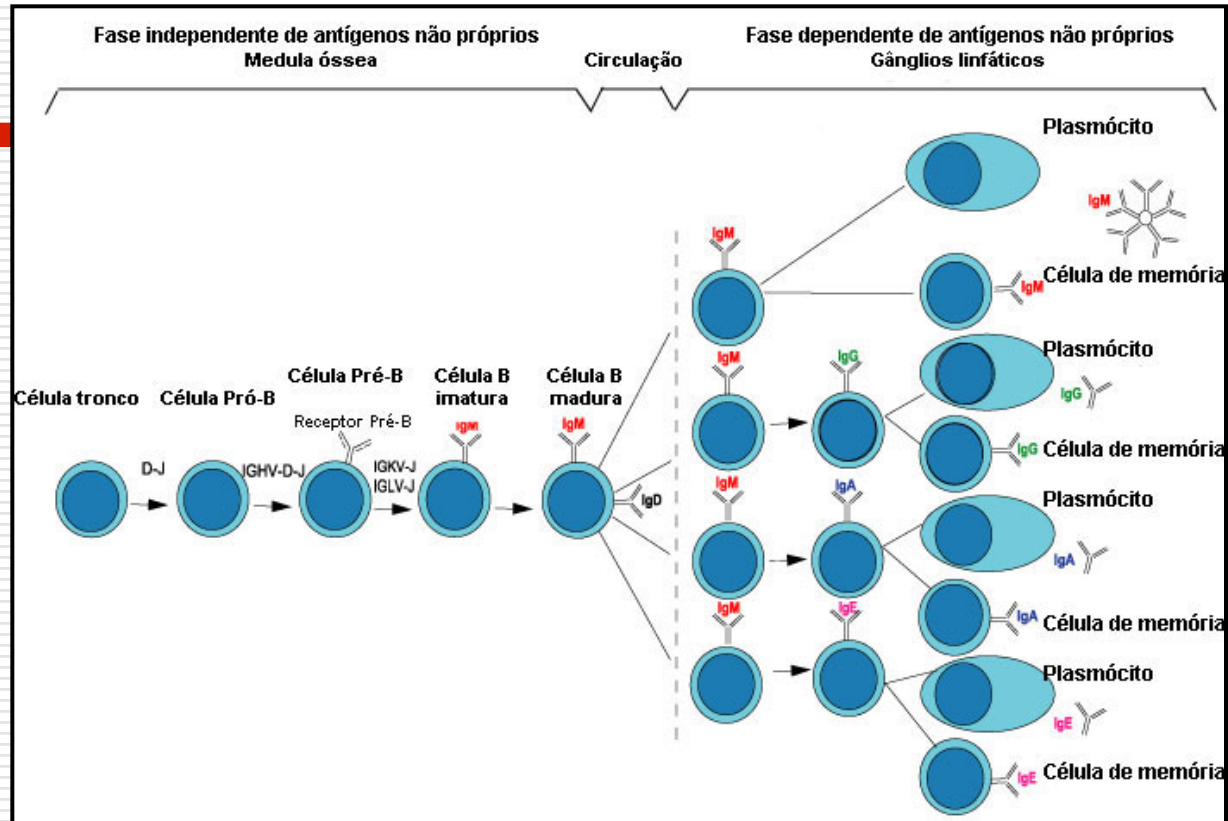 Fase independente de antígenos não próprios
Medula óssea
Circulação
Fase dependente de antígenos não próprios
Gânglios linfáticos
Célula tronco
D-J
Célula Pró-B
IGHV-D-J
Célula Pré-B
Receptor Pré-B
IGKV-J
IGLV-J
Célula B
imatura
IgM
Célula B
madura
IgM
IgD
IgM
Plasmócito
IgM
Célula de memória
IgM
IgM
IgG
Plasmócito
IgG
Célula de memória
IgG
IgM
IgA
Plasmócito
IgA
Célula de memória
IgA
IgM
IgE
Plasmócito
IgE
Célula de memória
IgE